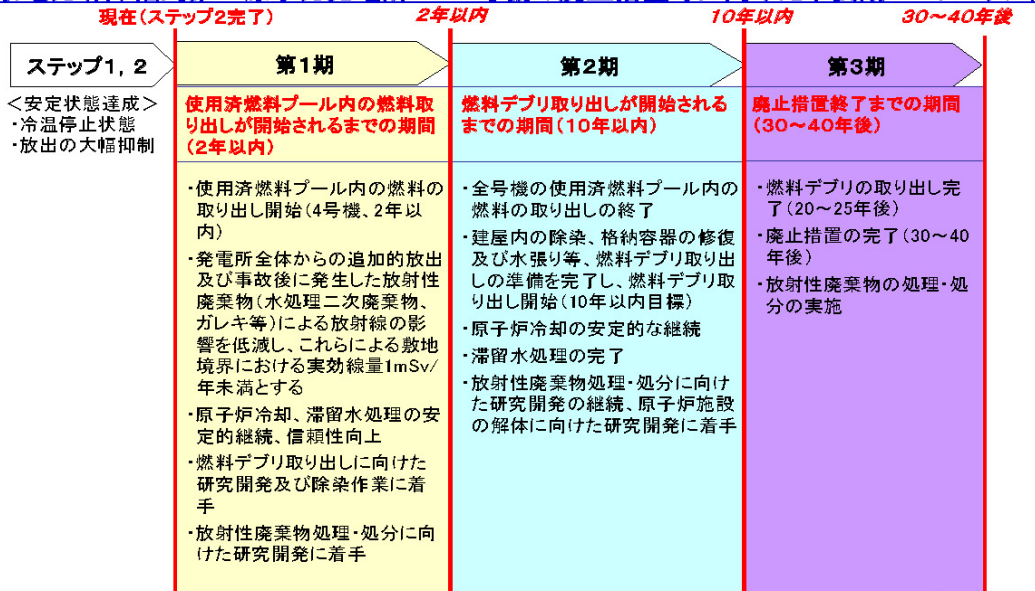 現在(ステップ2完了)
2年以内
10年以内
30～40年後
ステップ1, 2
<安定状態達成>
・冷温停止状態
・放出の大幅抑制
第1期
使用済燃料プール内の燃料取
り出しが開始されるまでの期間
(2年以内)
・使用済燃料プール内の燃料の
取り出し開始(4号機、2年以
内)
・発電所全体からの追加的放出
及び事故後に発生した放射性
廃棄物(水処理二次廃棄物、
ガレキ等)による放射線の影
響を低減し、これらによる敷地
境界における実効線量1mSv/
年未満とする
・原子炉冷却、滞留水処理の安
定的継続、信頼性向上
・燃料デブリ取り出しに向けた
研究開発及び除染作業に着
手
・放射性廃棄物処理・処分に向
けた研究開発に着手
第2期
燃料デブリ取り出しが開始される
までの期間(10年以内)
・全号機の使用済燃料プール内の
燃料の取り出しの終了
・建屋内の除染、格納容器の修復
及び水張り等、燃料デブリ取り出
しの準備を完了し、燃料デブリ取
り出し開始(10年以内目標)
・原子炉冷却の安定的な継続
・滞留水処理の完了
・放射性廃棄物処理・処分に向け
た研究開発の継続、原子炉施設
の解体に向けた研究開発に着手
第3期
廃止措置終了までの期間
(30～40年後)
・燃料デブリの取り出し完
了(20～25年後)
・廃止措置の完了(30～40
年後)
・放射性廃棄物の処理・処
分の実施